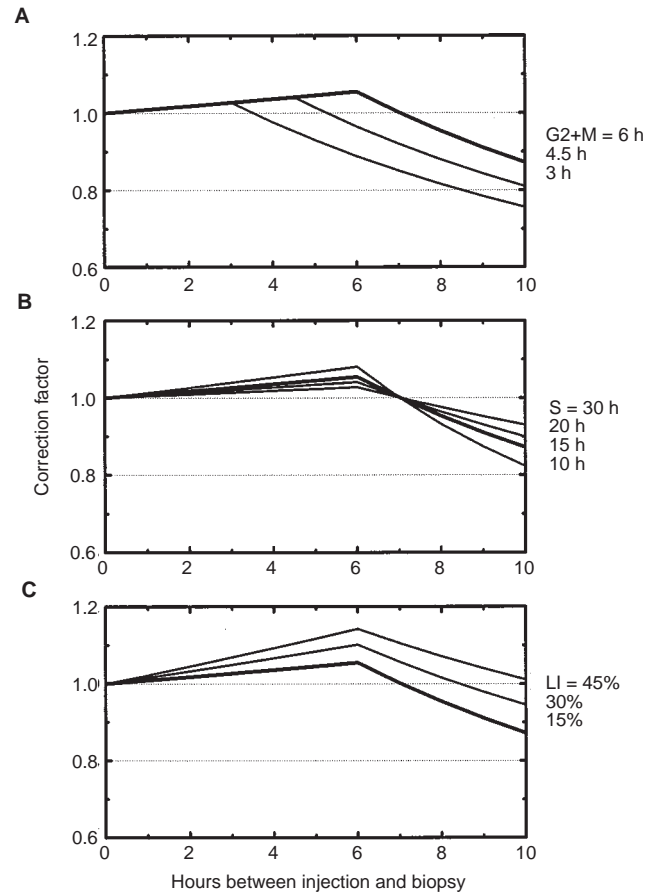 A
1.2
1.0
0.8
0.6
0 2 4 6 8 10
G2+M = 6 h
4.5 h
3 h
B
1.2
1.0
0.8
0.6
0 2 4 6 8 10
S = 30 h
20 h
15 h
10 h
Correction factor
C
1.2
1.0
0.8
0.6
0 2 4 6 8 10
LI = 45%
30%
15%
Hours between injection and biopsy